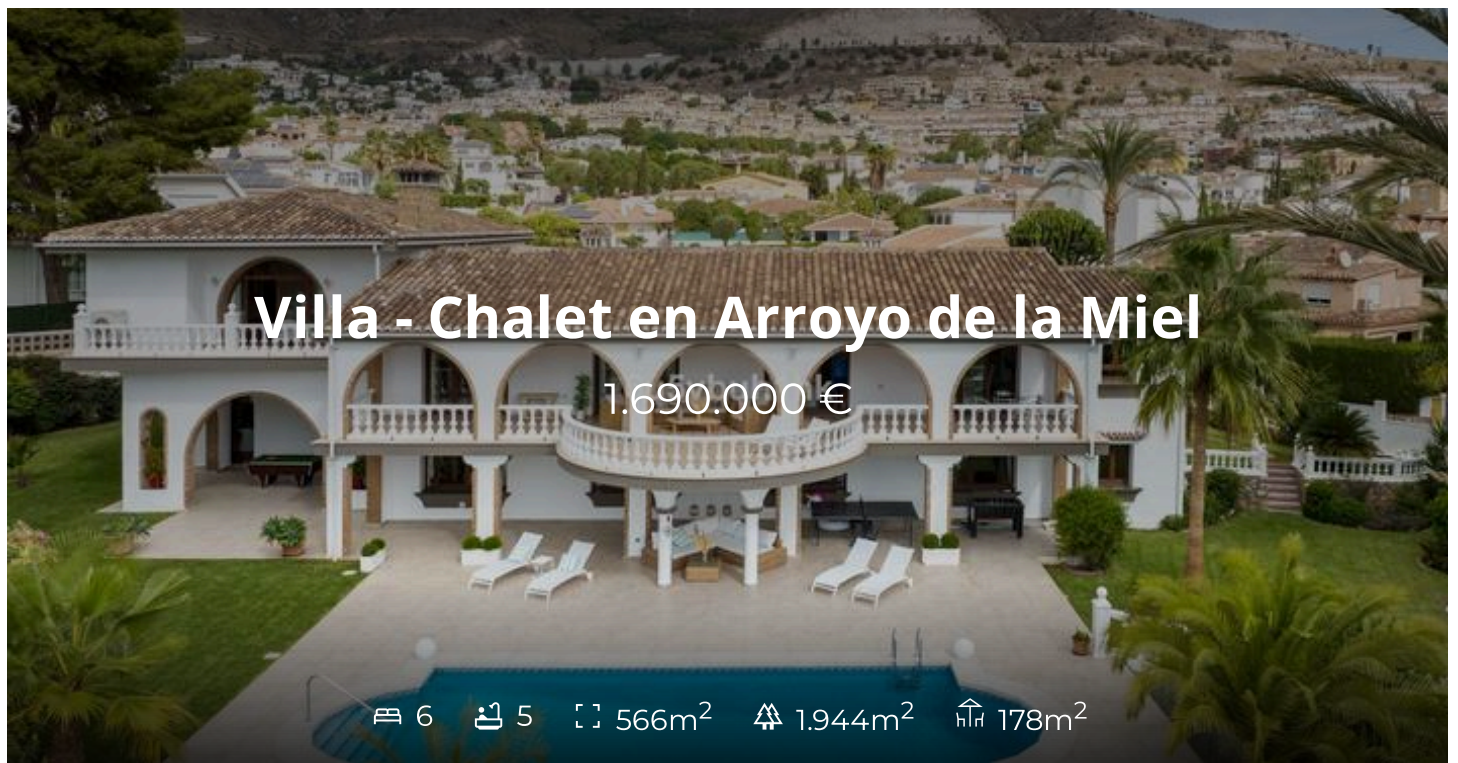 Villa - Chalet en Arroyo de la Miel
1.690.000 €
6 5 566m² 1.944m² 178m²